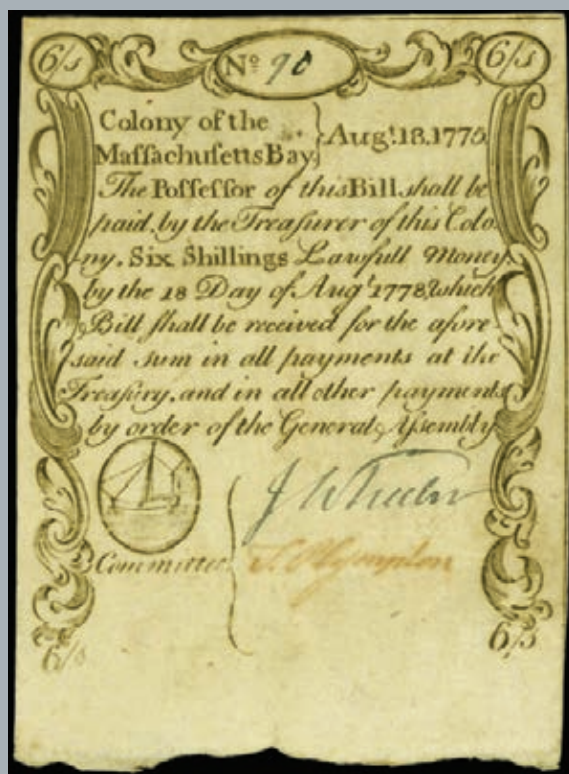 6/s Nº 90 6/s
Colony of the
Maſſachuſetts Bay } Augᵗ. 18. 1775
The Poſſeſſor of this Bill ſhall be
paid, by the Treaſurer of this Colo-
ny, Six Shillings Lawfull Money,
by the 18 Day of Augᵗ 1778, which
Bill ſhall be received for the afore-
ſaid sum in all payments at the
Treaſury, and in all other payments
by order of the General Aſſembly
J Wheeler
Committee
6/s 6/s